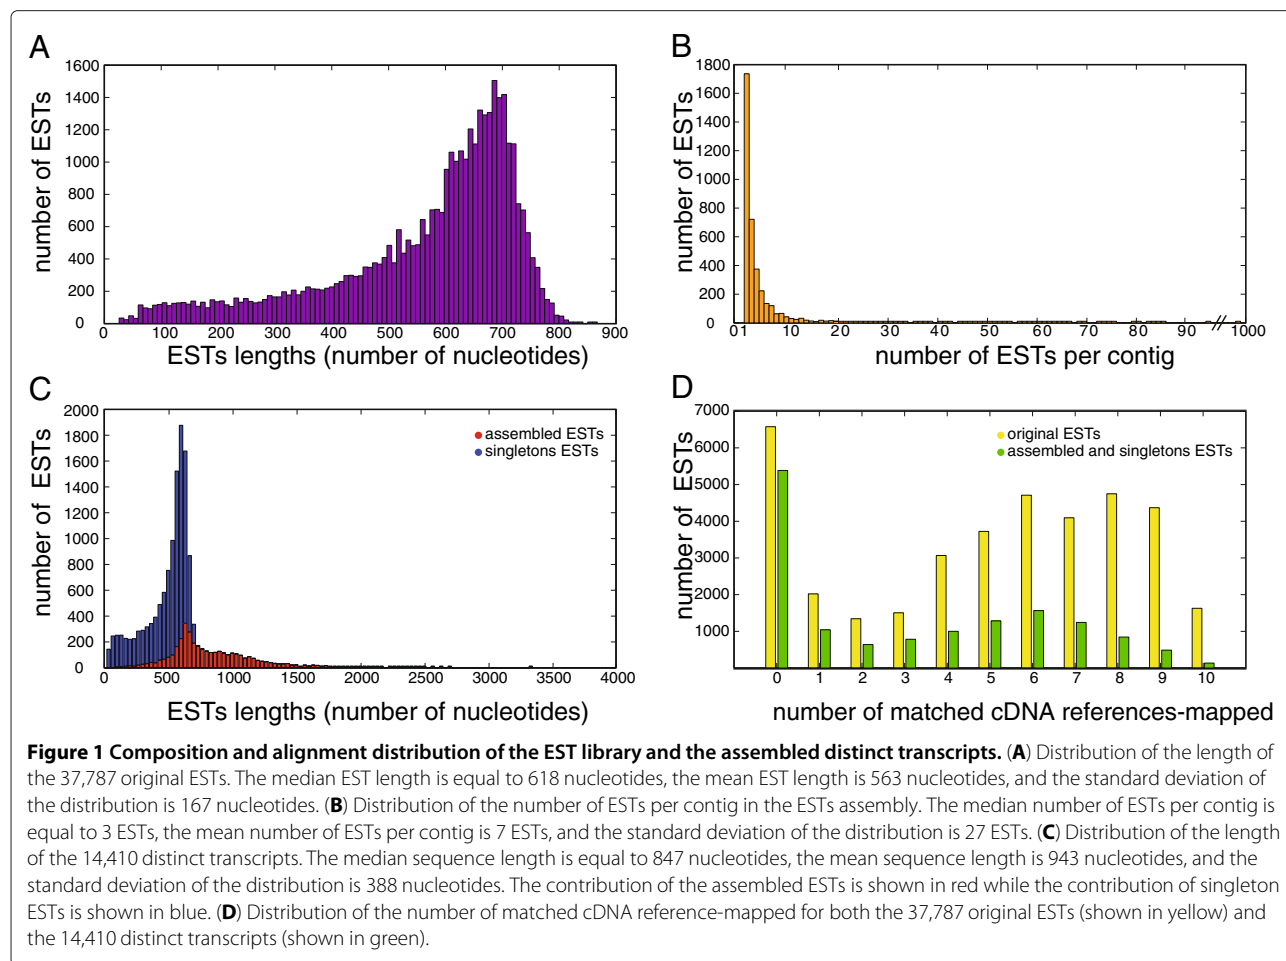 A
1600
1400
1200
1000
800
600
400
200
0
0 100 200 300 400 500 600 700 800 900
number of ESTs
ESTs lengths (number of nucleotides)
B
1800
1600
1400
1200
1000
800
600
400
200
0
01 10 20 30 40 50 60 70 80 90 1000
number of ESTs
number of ESTs per contig
C
2000
1800
1600
1400
1200
1000
800
600
400
200
0
0 500 1000 1500 2000 2500 3000 3500 4000
number of ESTs
assembled ESTs
singletons ESTs
ESTs lengths (number of nucleotides)
D
7000
6000
5000
4000
3000
2000
1000
0 1 2 3 4 5 6 7 8 9 10
number of ESTs
original ESTs
assembled and singletons ESTs
number of matched cDNA references-mapped
Figure 1 Composition and alignment distribution of the EST library and the assembled distinct transcripts. (A) Distribution of the length of
the 37,787 original ESTs. The median EST length is equal to 618 nucleotides, the mean EST length is 563 nucleotides, and the standard deviation of
the distribution is 167 nucleotides. (B) Distribution of the number of ESTs per contig in the ESTs assembly. The median number of ESTs per contig is
equal to 3 ESTs, the mean number of ESTs per contig is 7 ESTs, and the standard deviation of the distribution is 27 ESTs. (C) Distribution of the length
of the 14,410 distinct transcripts. The median sequence length is equal to 847 nucleotides, the mean sequence length is 943 nucleotides, and the
standard deviation of the distribution is 388 nucleotides. The contribution of the assembled ESTs is shown in red while the contribution of singleton
ESTs is shown in blue. (D) Distribution of the number of matched cDNA reference-mapped for both the 37,787 original ESTs (shown in yellow) and
the 14,410 distinct transcripts (shown in green).